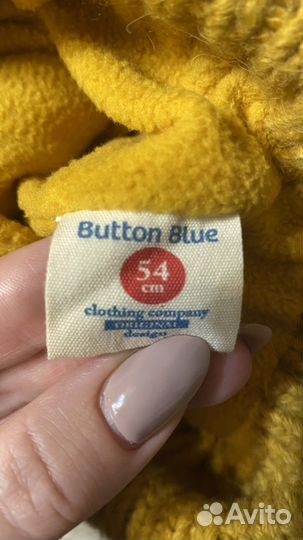 Button Blue
54
cm
clothing company
ORIGINAL
design
Avito